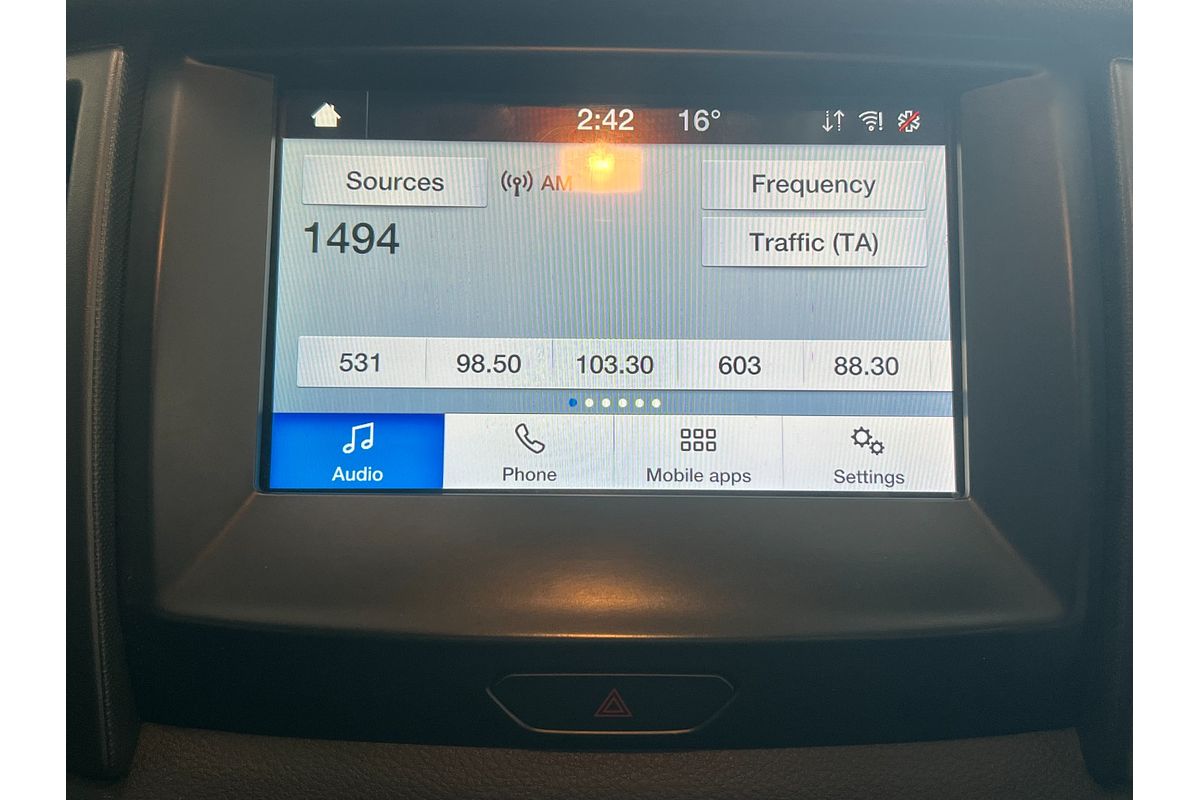 2:42 16°
Sources AM Frequency
1494 Traffic (TA)
531 98.50 103.30 603 88.30
Audio Phone Mobile apps Settings